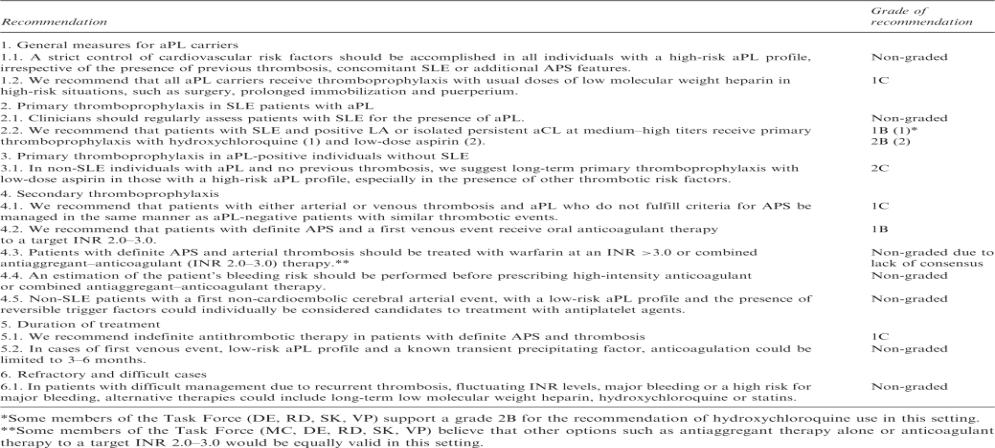 Recommendation
Grade of
recommendation
1. General measures for aPL carriers
1.1. A strict control of cardiovascular risk factors should be accomplished in all individuals with a high-risk aPL profile,
irrespective of the presence of previous thrombosis, concomitant SLE or additional APS features.
Non-graded
1.2. We recommend that all aPL carriers receive thromboprophylaxis with usual doses of low molecular weight heparin in
high-risk situations, such as surgery, prolonged immobilization and puerperium.
1C
2. Primary thromboprophylaxis in SLE patients with aPL
2.1. Clinicians should regularly assess patients with SLE for the presence of aPL.
Non-graded
2.2. We recommend that patients with SLE and positive LA or isolated persistent aCL at medium–high titers receive primary
thromboprophylaxis with hydroxychloroquine (1) and low-dose aspirin (2).
1B (1)*
2B (2)
3. Primary thromboprophylaxis in aPL-positive individuals without SLE
3.1. In non-SLE individuals with aPL and no previous thrombosis, we suggest long-term primary thromboprophylaxis with
low-dose aspirin in those with a high-risk aPL profile, especially in the presence of other thrombotic risk factors.
2C
4. Secondary thromboprophylaxis
4.1. We recommend that patients with either arterial or venous thrombosis and aPL who do not fulfill criteria for APS be
managed in the same manner as aPL-negative patients with similar thrombotic events.
1C
4.2. We recommend that patients with definite APS and a first venous event receive oral anticoagulant therapy
to a target INR 2.0–3.0.
1B
4.3. Patients with definite APS and arterial thrombosis should be treated with warfarin at an INR >3.0 or combined
antiaggregant–anticoagulant (INR 2.0–3.0) therapy.**
Non-graded due to
lack of consensus
4.4. An estimation of the patient's bleeding risk should be performed before prescribing high-intensity anticoagulant
or combined antiaggregant–anticoagulant therapy.
Non-graded
4.5. Non-SLE patients with a first non-cardioembolic cerebral arterial event, with a low-risk aPL profile and the presence of
reversible trigger factors could individually be considered candidates to treatment with antiplatelet agents.
Non-graded
5. Duration of treatment
5.1. We recommend indefinite antithrombotic therapy in patients with definite APS and thrombosis
1C
5.2. In cases of first venous event, low-risk aPL profile and a known transient precipitating factor, anticoagulation could be
limited to 3–6 months.
Non-graded
6. Refractory and difficult cases
6.1. In patients with difficult management due to recurrent thrombosis, fluctuating INR levels, major bleeding or a high risk for
major bleeding, alternative therapies could include long-term low molecular weight heparin, hydroxychloroquine or statins.
Non-graded
*Some members of the Task Force (DE, RD, SK, VP) support a grade 2B for the recommendation of hydroxychloroquine use in this setting.
**Some members of the Task Force (MC, DE, RD, SK, VP) believe that other options such as antiaggregant therapy alone or anticoagulant
therapy to a target INR 2.0–3.0 would be equally valid in this setting.